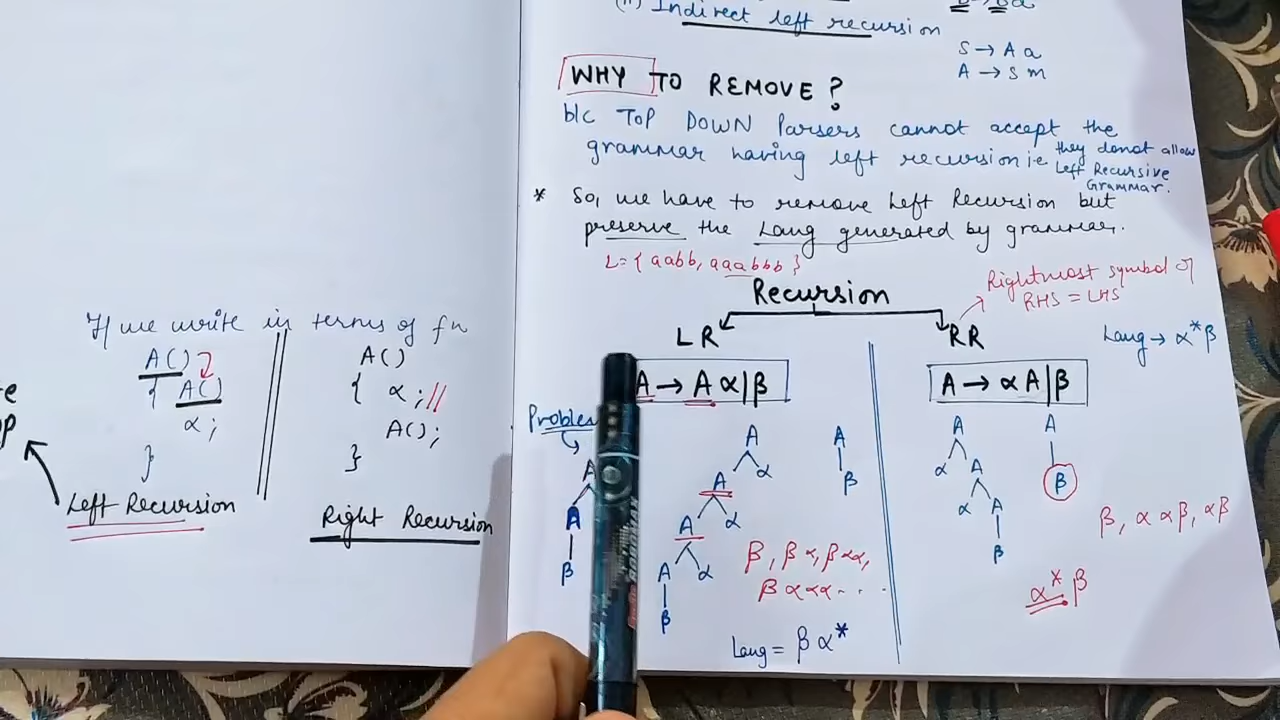 If we write in terms of fn
A()
{ A()
α;
}
Left Recursion
A()
{ α; //
A();
}
Right Recursion
(ii) Indirect left recursion
S → A a
A → S m
WHY TO REMOVE?
b/c TOP DOWN Parsers cannot accept the
grammar having left recursion i.e. they donot allow
Left Recursive
Grammar.
* So, we have to remove Left Recursion but
preserve the Lang generated by grammar.
L = { aabb, aaabbb }
Recursion
Rightmost symbol of
RHS = LHS
LR
A → A α | β
A
A α
A α
A α
β
A
β
β, βα, βαα,
βααα...
Lang = βα*
RR
Lang → α*β
A → αA | β
A
α A
α A
β
A
β
β, ααβ, αβ
α*β
A
A
β